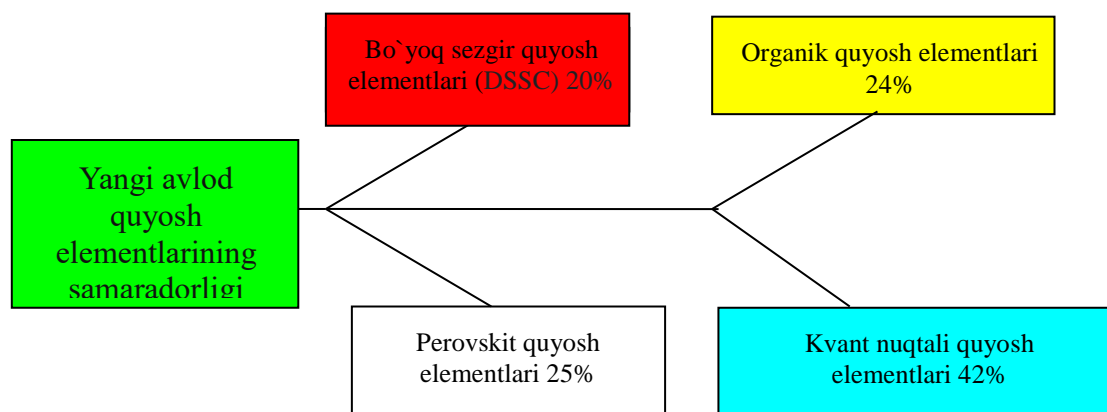 Bo`yoq sezgir quyosh
elementlari (DSSC) 20%
Organik quyosh elementlari
24%
Yangi avlod
quyosh
elementlarining
samaradorligi
Perovskit quyosh
elementlari 25%
Kvant nuqtali quyosh
elementlari 42%